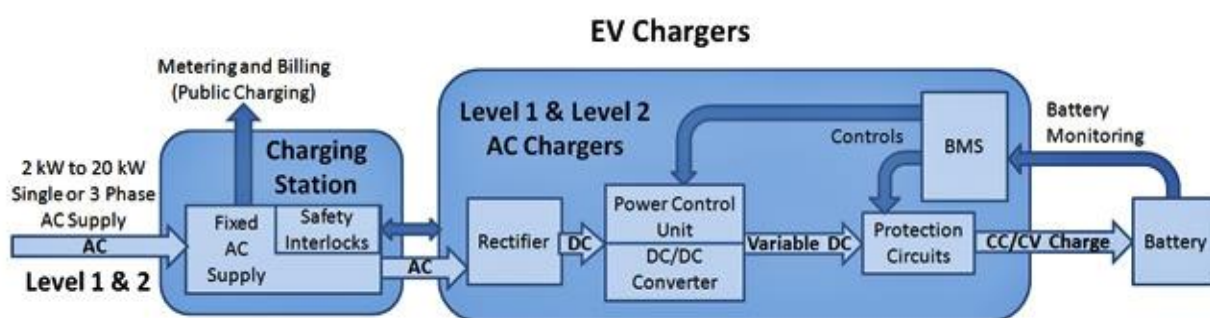 EV Chargers
Metering and Billing
(Public Charging)
2 kW to 20 kW
Single or 3 Phase
AC Supply
AC
Level 1 & 2
Charging
Station
Fixed
AC
Supply
Safety
Interlocks
AC
Level 1 & Level 2
AC Chargers
Rectifier
DC
Power Control
Unit
DC/DC
Converter
Variable DC
Controls
BMS
Protection
Circuits
Battery
Monitoring
CC/CV Charge
Battery